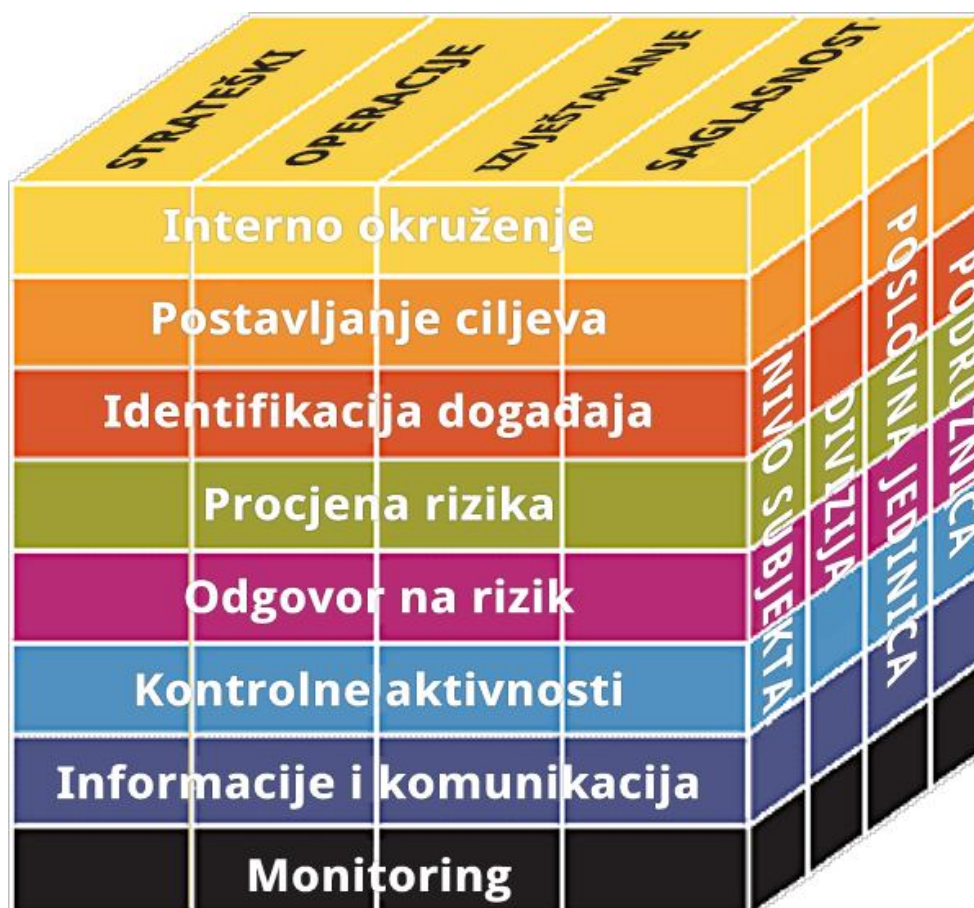 STRATEŠKI
OPERACIJE
IZVJEŠTAVANJE
SAGLASNOST
Interno okruženje
Postavljanje ciljeva
Identifikacija događaja
Procjena rizika
Odgovor na rizik
Kontrolne aktivnosti
Informacije i komunikacija
Monitoring
NIVO SUBJEKTA
DIVIZIJA
POSLOVNA JEDINICA
PODRUŽNICA